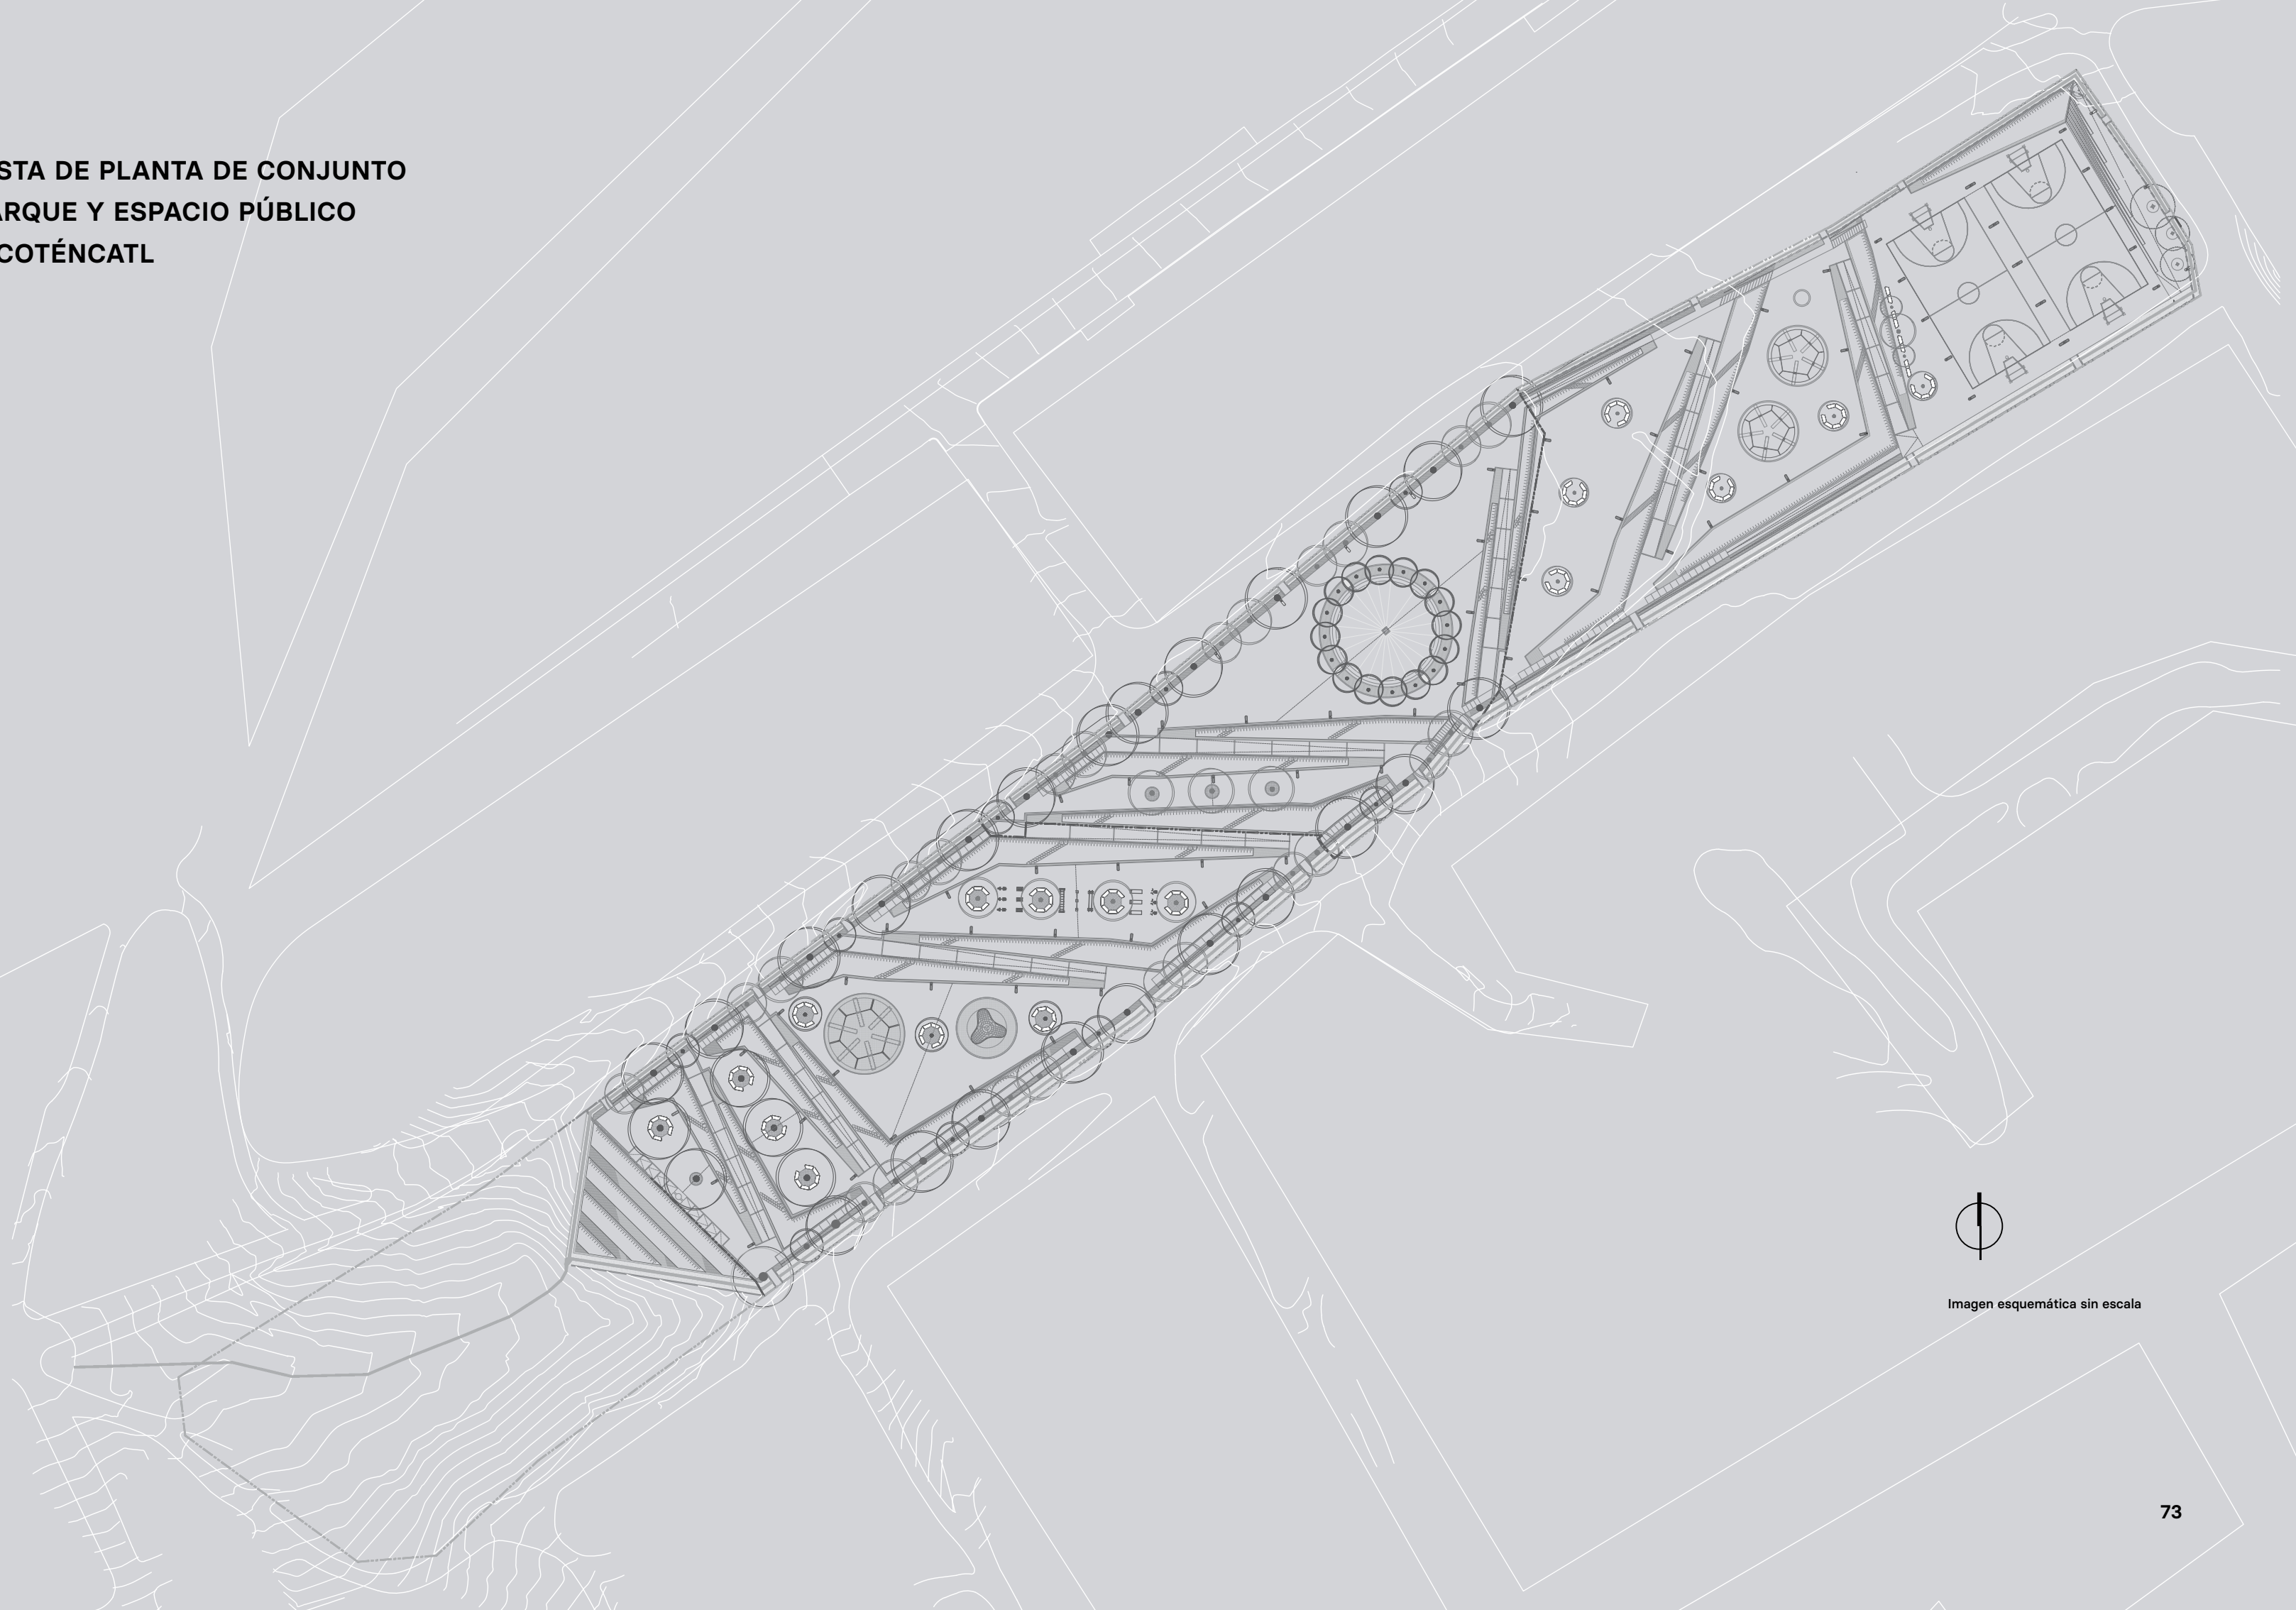 STA DE PLANTA DE CONJUNTO
ARQUE Y ESPACIO PÚBLICO
COTÉNCATL
Imagen esquemática sin escala
73